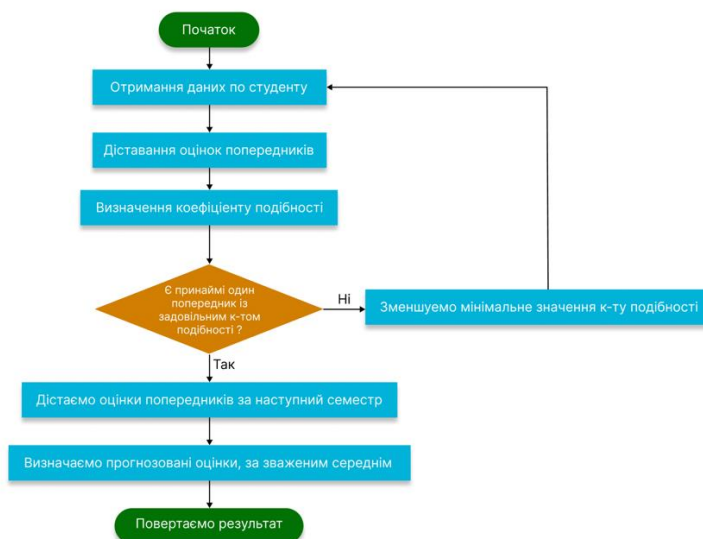 Початок
Отримання даних по студенту
Діставання оцінок попередників
Визначення коефіцієнту подібності
Є принаймі один
попередник із
задовільним к-том
подібності ?
Ні
Зменшуемо мінімальне значення к-ту подібності
Так
Дістаємо оцінки попередників за наступний семестр
Визначаємо прогнозовані оцінки, за зваженим середнім
Повертаємо результат